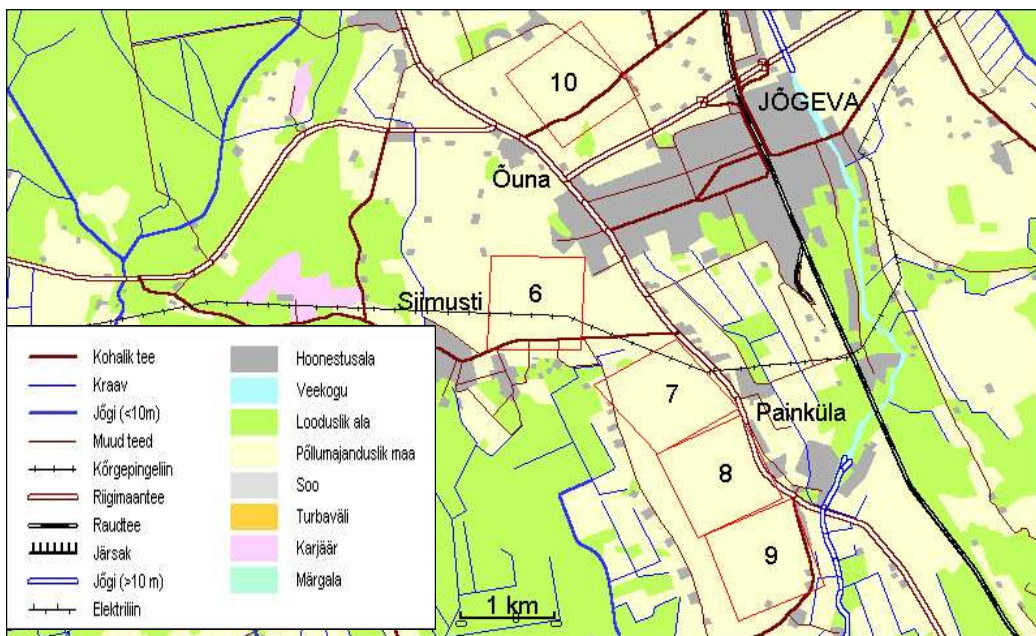 10
JÕGEVA
Õuna
Siimusti
6
7
Painküla
8
9
1 km
Kohalik tee
Kraav
Jõgi (<10m)
Muud teed
Kõrgepingeliin
Riigimaantee
Raudtee
Järsak
Jõgi (>10 m)
Elektriliin
Hoonestusala
Veekogu
Looduslik ala
Põllumajanduslik maa
Soo
Turbaväli
Karjäär
Märgala